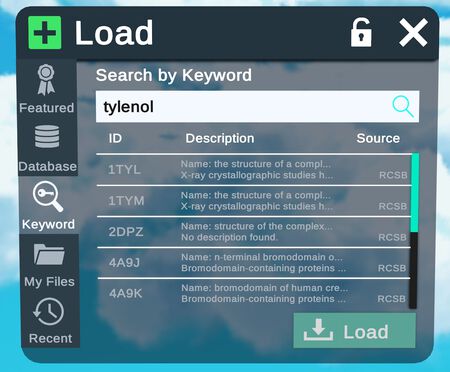 Load
Search by Keyword
Featured
tylenol
ID Description Source
Database
1TYL Name: the structure of a compl...
X-ray crystallographic studies h... RCSB
1TYM Name: the structure of a compl...
X-ray crystallographic studies h... RCSB
Keyword
2DPZ Name: structure of the complex...
No description found. RCSB
My Files
4A9J Name: n-terminal bromodomain o...
Bromodomain-containing proteins ... RCSB
4A9K Name: bromodomain of human cre...
Bromodomain-containing proteins ... RCSB
Recent
Load